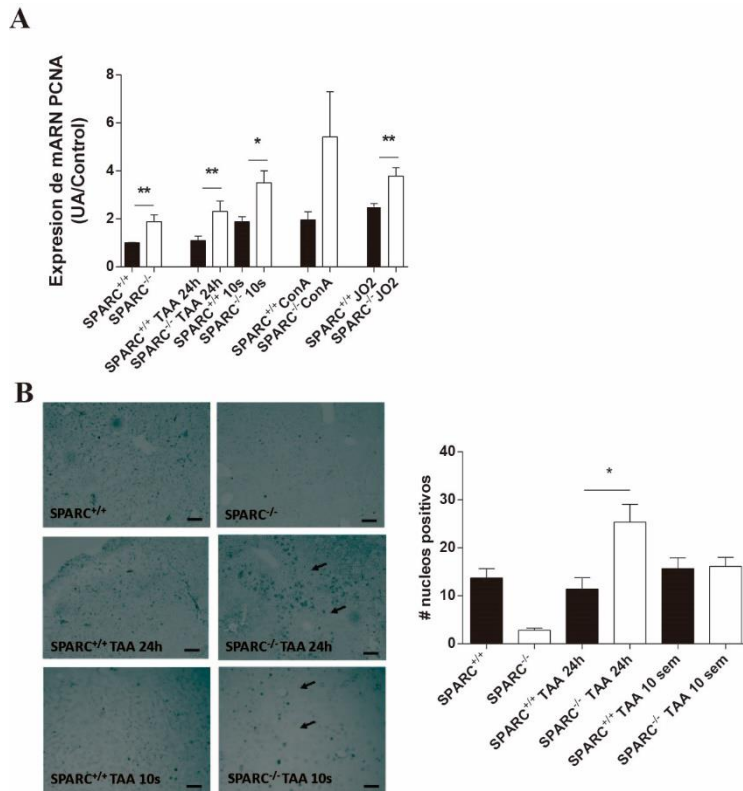 A
Expresion de mARN PCNA
(UA/Control)
8
6
4
2
0
**
**
*
**
SPARC+/+
SPARC-/-
SPARC+/+ TAA 24h
SPARC-/- TAA 24h
SPARC+/+ 10s
SPARC-/- 10s
SPARC+/+ ConA
SPARC-/- ConA
SPARC+/+ JO2
SPARC-/- JO2
B
SPARC+/+
SPARC-/-
SPARC+/+ TAA 24h
SPARC-/- TAA 24h
SPARC+/+ TAA 10s
SPARC-/- TAA 10s
# nucleos positivos
40
30
20
10
0
*
SPARC+/+
SPARC-/-
SPARC+/+ TAA 24h
SPARC-/- TAA 24h
SPARC+/+ TAA 10 sem
SPARC-/- TAA 10 sem